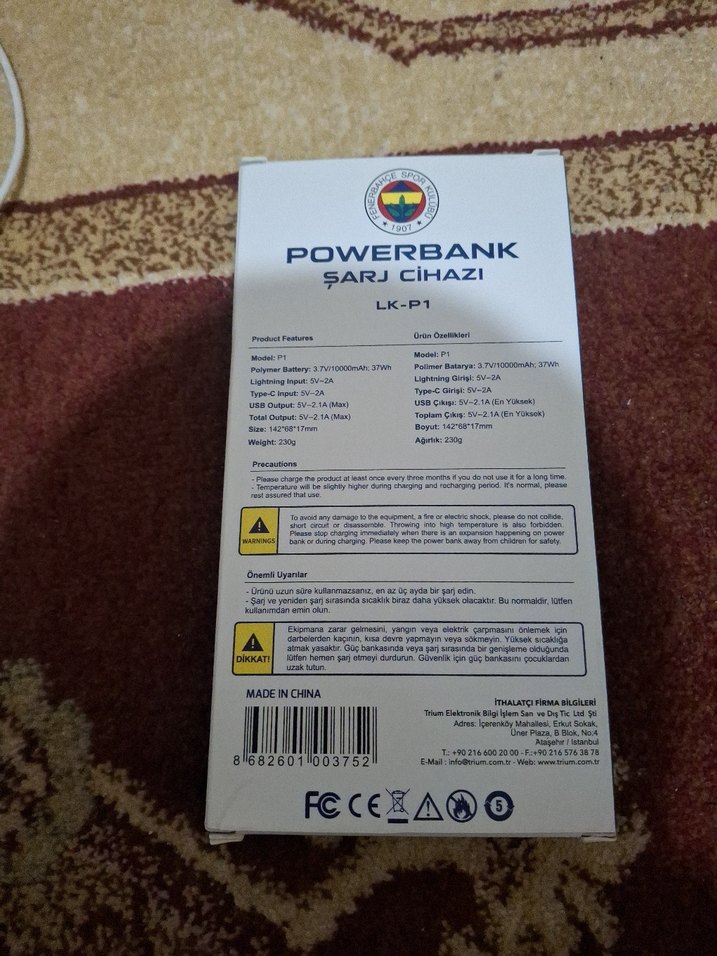 FENERBAHÇE SPOR KULÜBÜ
★ 1907 ★
POWERBANK
ŞARJ CİHAZI
LK-P1
Product Features
Model: P1
Polymer Battery: 3.7V/10000mAh; 37Wh
Lightning Input: 5V⎓2A
Type-C Input: 5V⎓2A
USB Output: 5V⎓2.1A (Max)
Total Output: 5V⎓2.1A (Max)
Size: 142*68*17mm
Weight: 230g
Ürün Özellikleri
Model: P1
Polimer Batarya: 3.7V/10000mAh; 37Wh
Lightning Girişi: 5V⎓2A
Type-C Girişi: 5V⎓2A
USB Çıkışı: 5V⎓2.1A (En Yüksek)
Toplam Çıkış: 5V⎓2.1A (En Yüksek)
Boyut: 142*68*17mm
Ağırlık: 230g
Precautions
- Please charge the product at least once every three months if you do not use it for a long time.
- Temperature will be slightly higher during charging and recharging period. It's normal, please
rest assured that use.
WARNINGS
To avoid any damage to the equipment, a fire or electric shock, please do not collide,
short circuit or disassemble. Throwing into high temperature is also forbidden.
Please stop charging immediately when there is an expansion happening on power
bank or during charging. Please keep the power bank away from children for safety.
Önemli Uyarılar
- Ürünü uzun süre kullanmazsanız, en az üç ayda bir şarj edin.
- Şarj ve yeniden şarj sırasında sıcaklık biraz daha yüksek olacaktır. Bu normaldir, lütfen
kullanımdan emin olun.
DİKKAT!
Ekipmana zarar gelmesini, yangın veya elektrik çarpmasını önlemek için
darbelerden kaçının, kısa devre yapmayın veya sökmeyin. Yüksek sıcaklığa
atmak yasaktır. Güç bankasında veya şarj sırasında bir genişleme olduğunda
lütfen hemen şarj etmeyi durdurun. Güvenlik için güç bankasını çocuklardan
uzak tutun.
MADE IN CHINA
8 682601 003752
İTHALATÇI FİRMA BİLGİLERİ
Trium Elektronik Bilgi İşlem San ve Dış Tic Ltd Şti
Adres: İçerenköy Mahallesi, Erkut Sokak,
Üner Plaza, B Blok, No:4
Ataşehir / İstanbul
T.: +90 216 600 20 00 - F.:+90 216 576 38 78
E-Mail : info@trium.com.tr - Web: www.trium.com.tr
FC CE 5